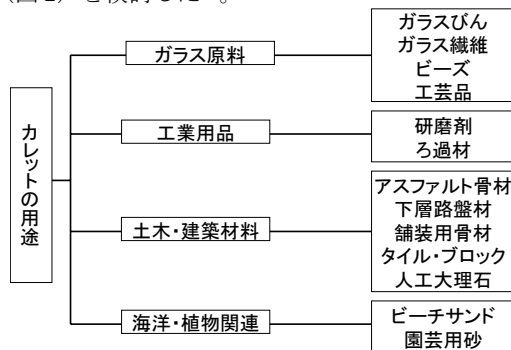 (図2) を検討した。
カレットの用途
ガラス原料
ガラスびん
ガラス繊維
ビーズ
工芸品
工業用品
研磨剤
ろ過材
土木・建築材料
アスファルト骨材
下層路盤材
舗装用骨材
タイル・ブロック
人工大理石
海洋・植物関連
ビーチサンド
園芸用砂